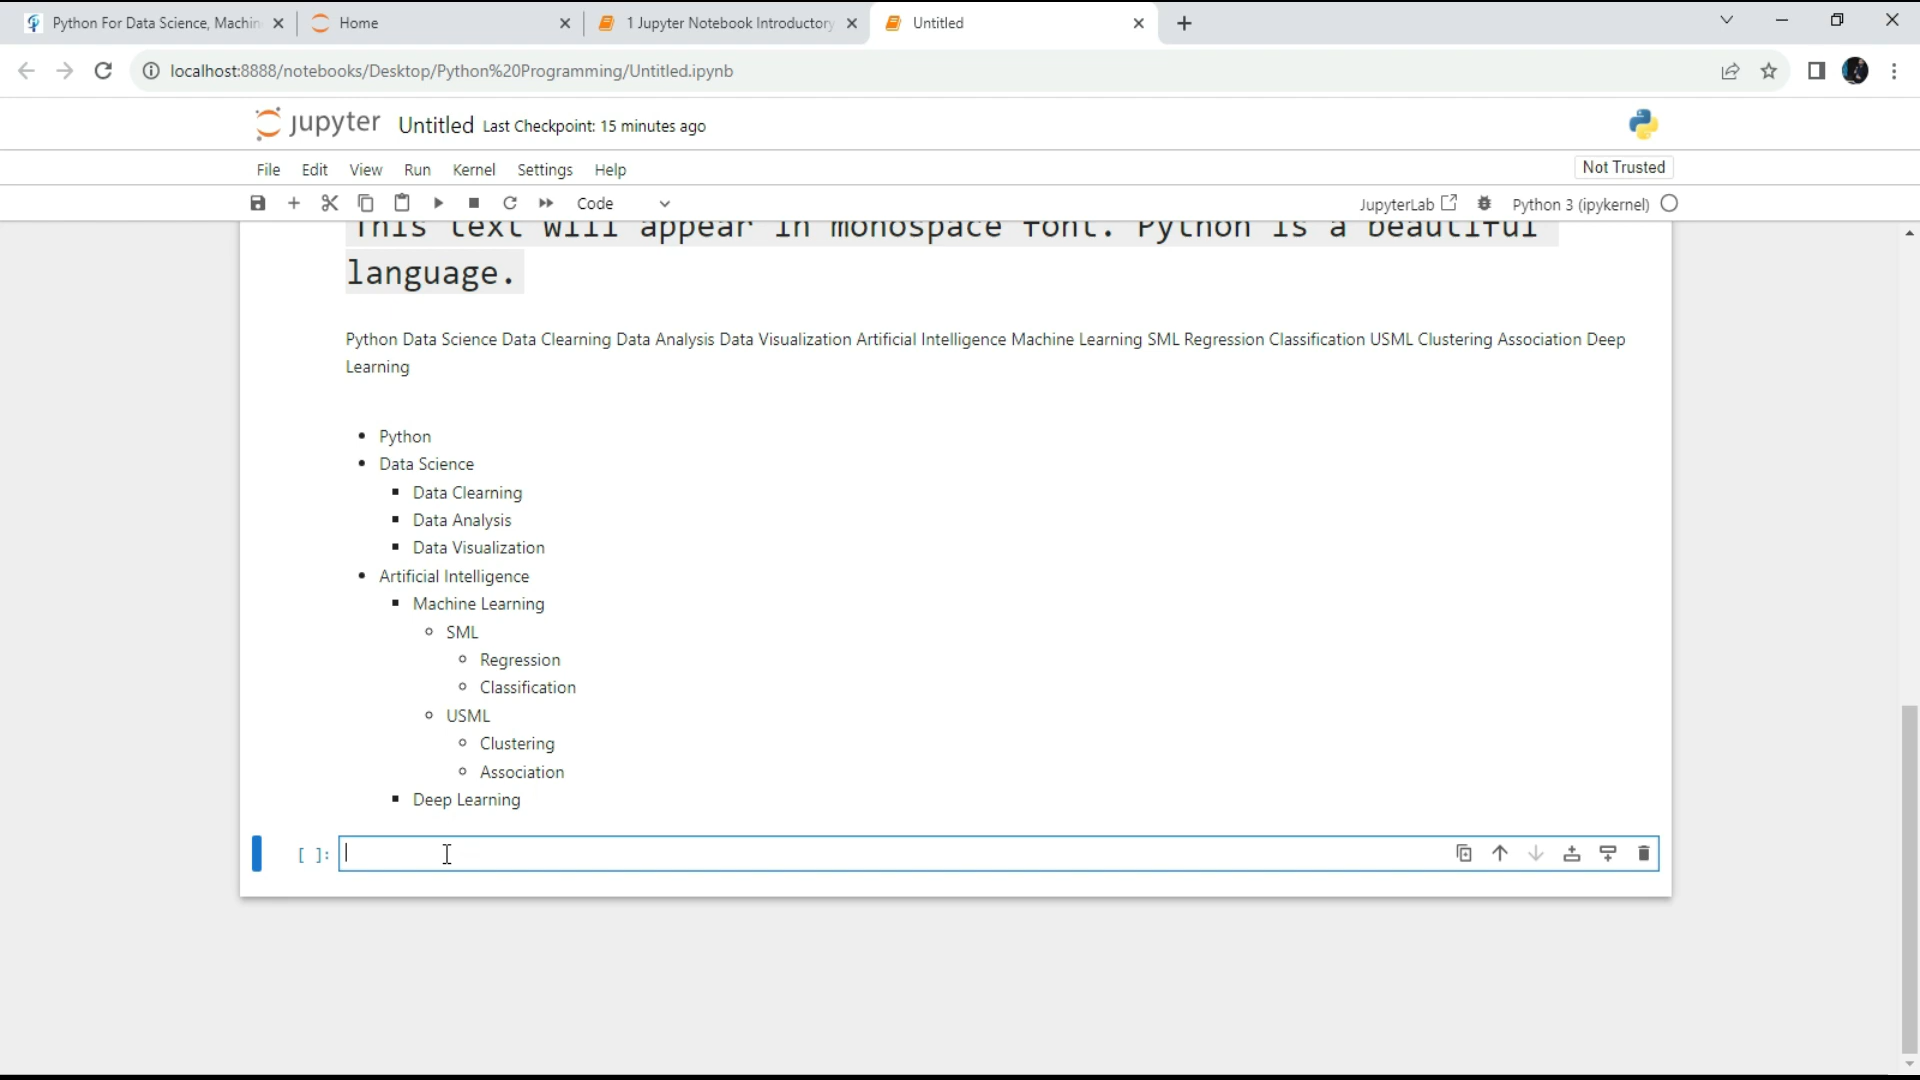 Python For Data Science, Machin
Home
1 Jupyter Notebook Introductory
Untitled
localhost:8888/notebooks/Desktop/Python%20Programming/Untitled.ipynb
jupyter Untitled Last Checkpoint: 15 minutes ago
File Edit View Run Kernel Settings Help
Not Trusted
Code
JupyterLab
Python 3 (ipykernel)
This text will appear in monospace font. Python is a beautiful
language.
Python Data Science Data Clearning Data Analysis Data Visualization Artificial Intelligence Machine Learning SML Regression Classification USML Clustering Association Deep
Learning
Python
Data Science
Data Clearning
Data Analysis
Data Visualization
Artificial Intelligence
Machine Learning
SML
Regression
Classification
USML
Clustering
Association
Deep Learning
[ ]: